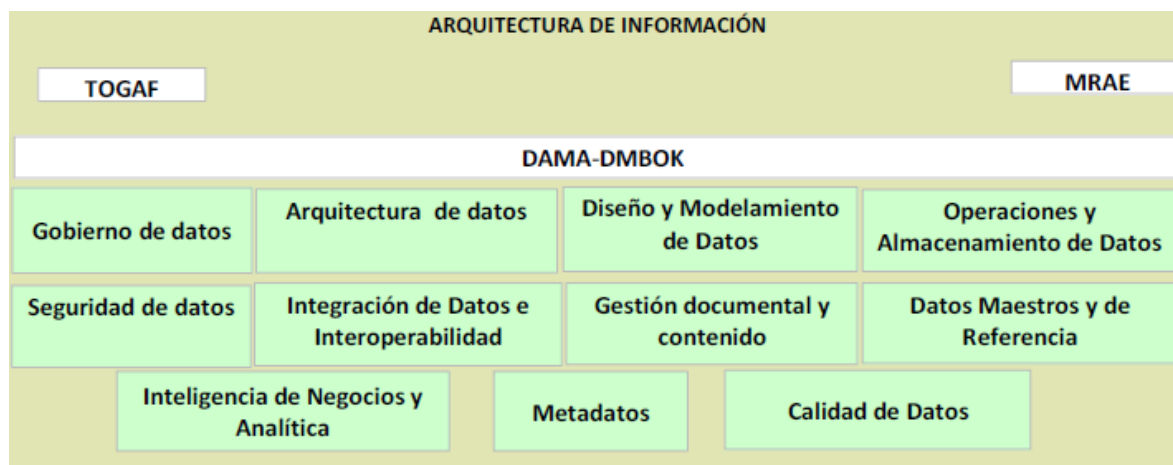 ARQUITECTURA DE INFORMACIÓN
TOGAF
MRAE
DAMA-DMBOK
Gobierno de datos
Arquitectura de datos
Diseño y Modelamiento
de Datos
Operaciones y
Almacenamiento de Datos
Seguridad de datos
Integración de Datos e
Interoperabilidad
Gestión documental y
contenido
Datos Maestros y de
Referencia
Inteligencia de Negocios y
Analítica
Metadatos
Calidad de Datos